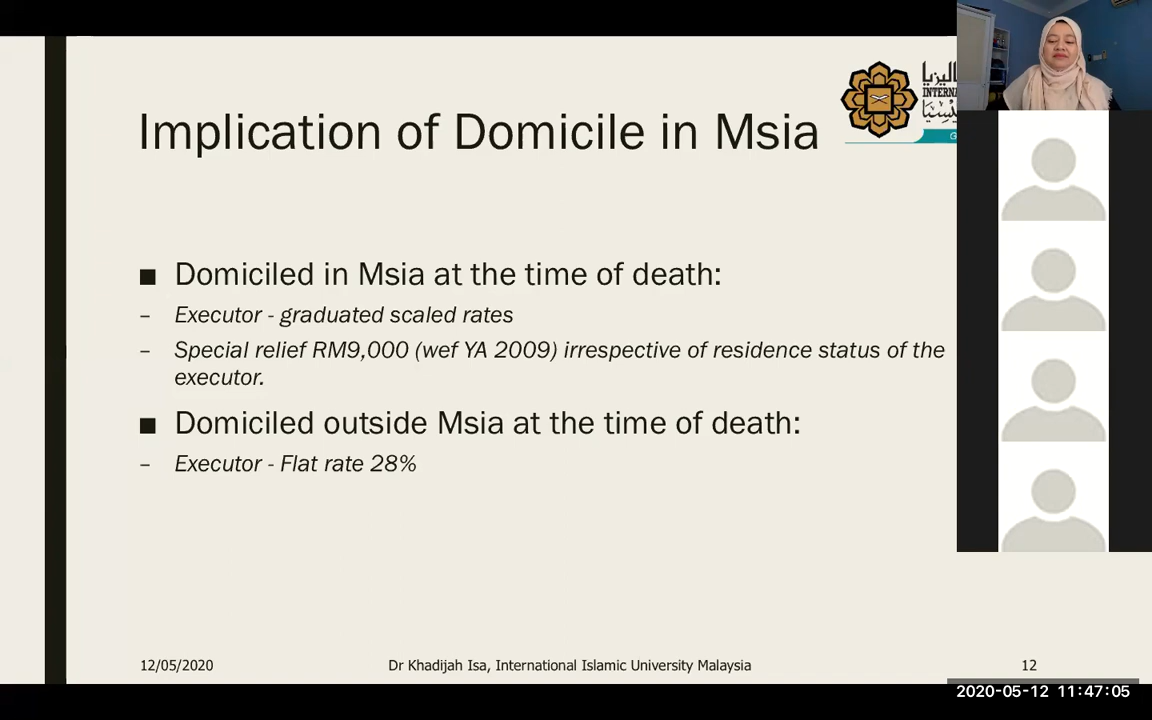 Implication of Domicile in Msia
اليزيا
INTERNA
يسيا
G
■ Domiciled in Msia at the time of death:
– Executor - graduated scaled rates
– Special relief RM9,000 (wef YA 2009) irrespective of residence status of the
executor.
■ Domiciled outside Msia at the time of death:
– Executor - Flat rate 28%
12/05/2020
Dr Khadijah Isa, International Islamic University Malaysia
12
2020-05-12 11:47:05